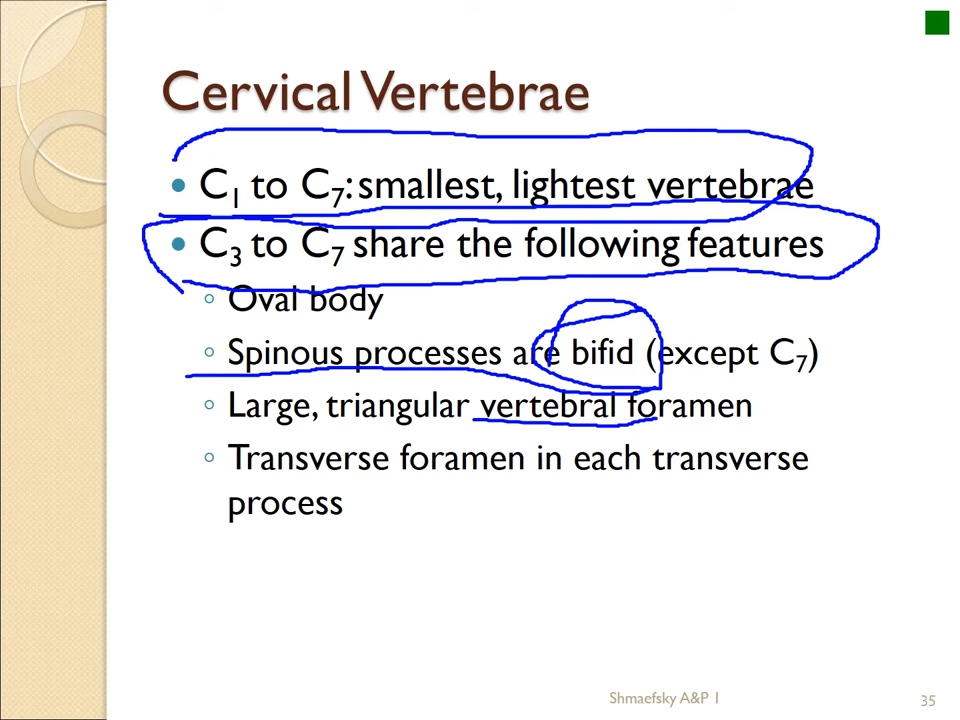 Cervical Vertebrae
• C₁ to C₇: smallest, lightest vertebrae
• C₃ to C₇ share the following features
◦ Oval body
◦ Spinous processes are bifid (except C₇)
◦ Large, triangular vertebral foramen
◦ Transverse foramen in each transverse
process
Shmaefsky A&P 1
35